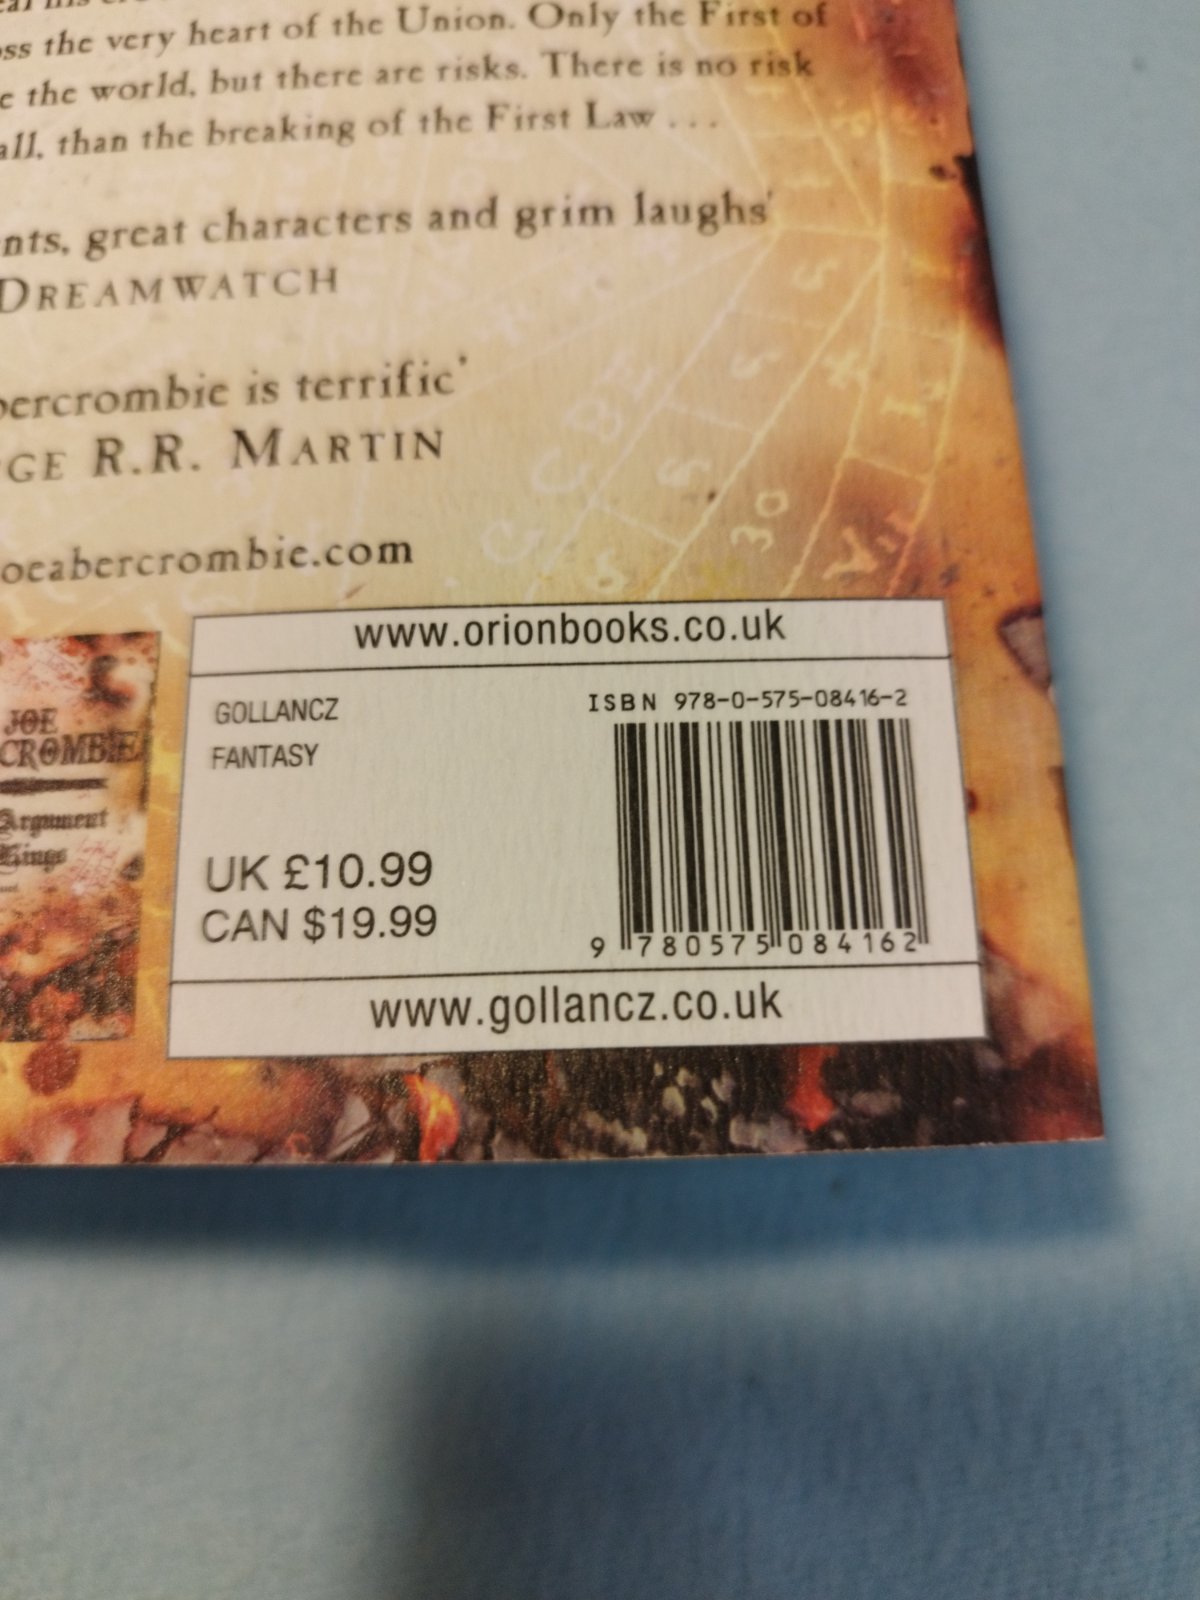 ss the very heart of the Union. Only the First of
e the world, but there are risks. There is no risk
all, than the breaking of the First Law . . .
nts, great characters and grim laughs'
DREAMWATCH
bercrombie is terrific'
GE R.R. MARTIN
oeabercrombie.com
JOE
CROMBIE
Argument
Kings
www.orionbooks.co.uk
GOLLANCZ
FANTASY
ISBN 978-0-575-08416-2
UK £10.99
CAN $19.99
9 780575 084162
www.gollancz.co.uk